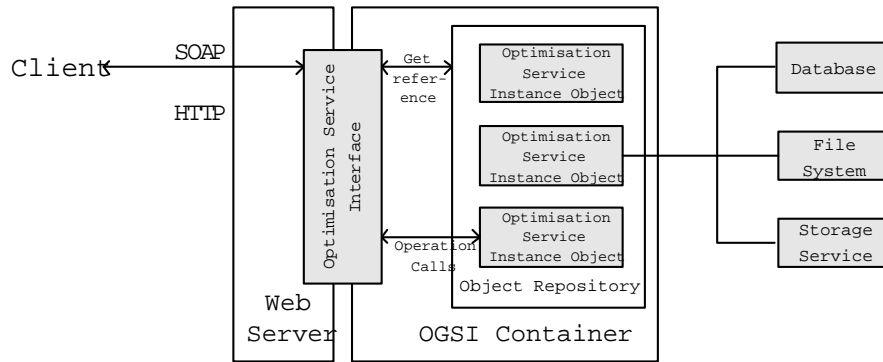 Client
SOAP
HTTP
Optimisation Service
Interface
Get
refer-
ence
Operation
Calls
Optimisation
Service
Instance Object
Optimisation
Service
Instance Object
Optimisation
Service
Instance Object
Object Repository
Web
Server
OGSI Container
Database
File
System
Storage
Service